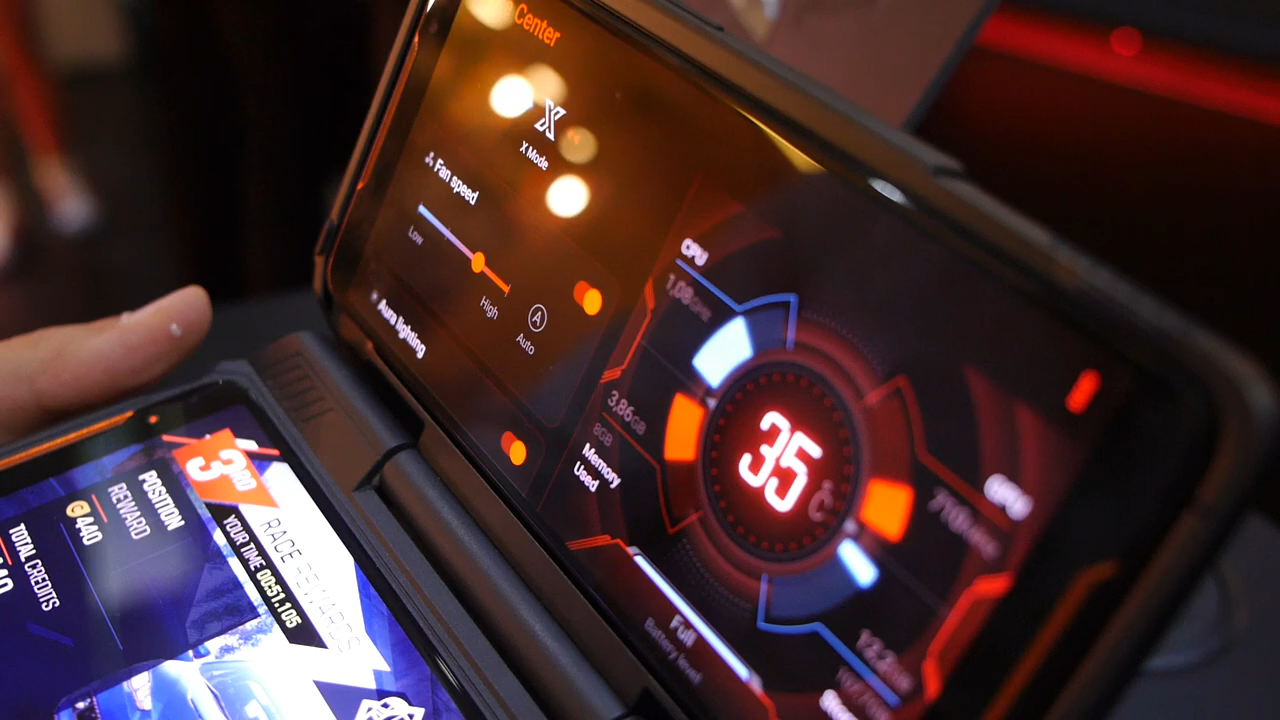 Center
X Mode
Fan speed
Low
High
A
Auto
Aura lighting
CPU
35
3,86GB
8GB
Memory
Used
GPU
Full
Battery level
3RD
POSITION
REWARD
440
TOTAL CREDITS
RACE REWARDS
YOUR TIME 00:51.105